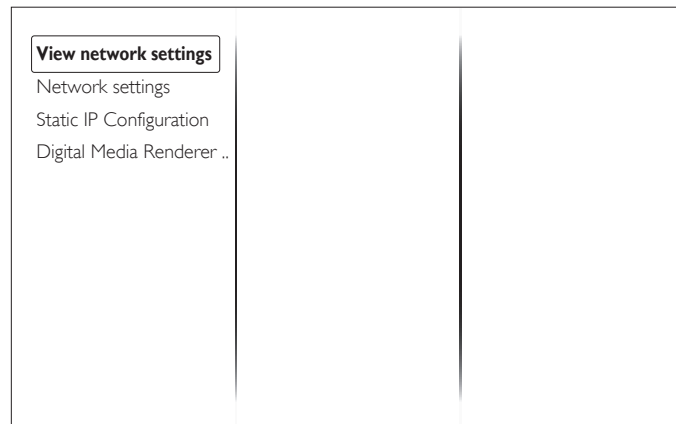 View network settings
Network settings
Static IP Configuration
Digital Media Renderer ..